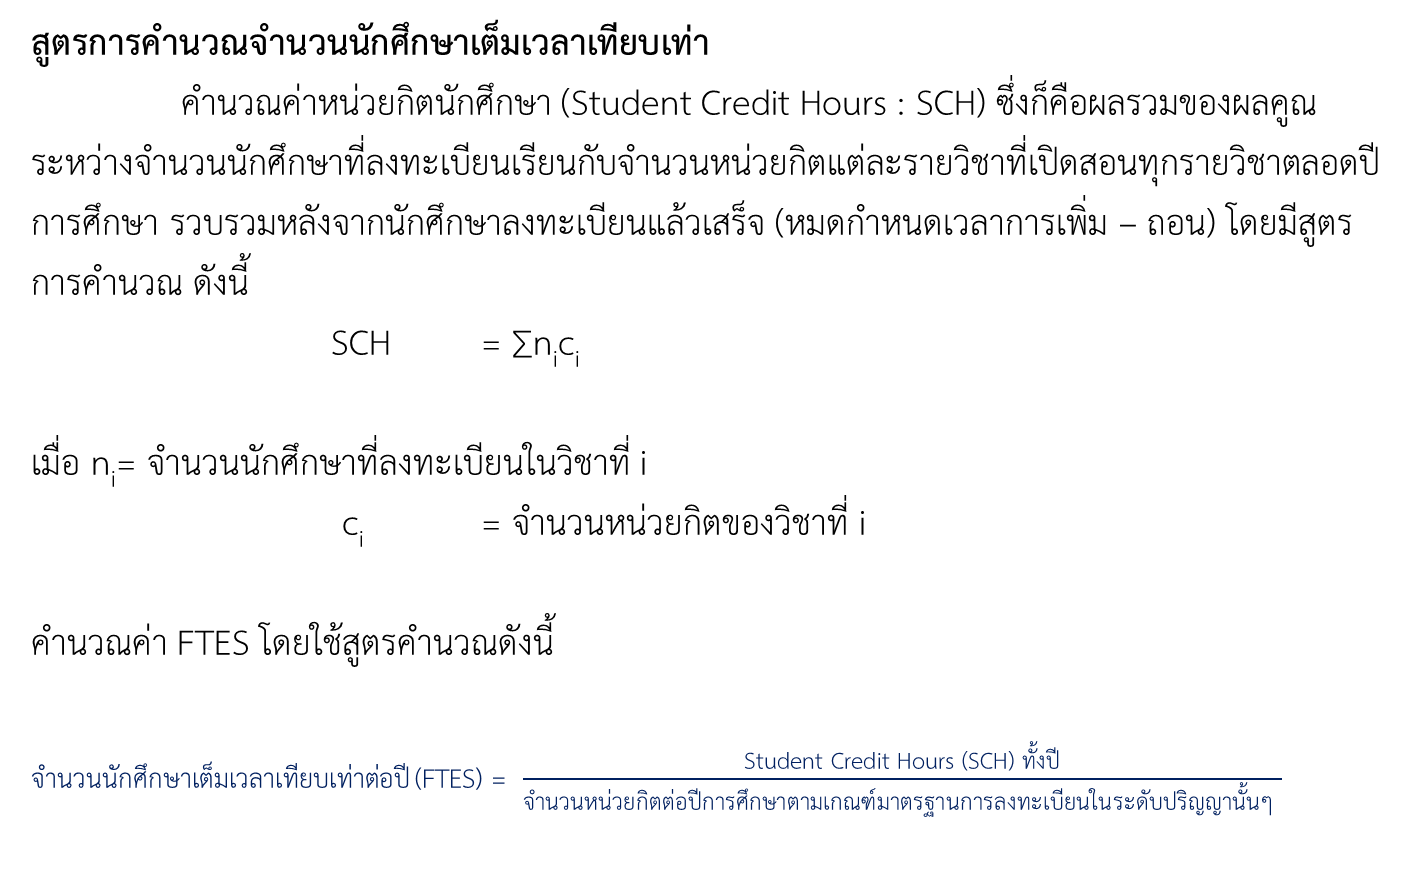 สูตรการคำนวณจำนวนนักศึกษาเต็มเวลาเทียบเท่า
คำนวณค่าหน่วยกิตนักศึกษา (Student Credit Hours : SCH) ซึ่งก็คือผลรวมของผลคูณ
ระหว่างจำนวนนักศึกษาที่ลงทะเบียนเรียนกับจำนวนหน่วยกิตแต่ละรายวิชาที่เปิดสอนทุกรายวิชาตลอดปี
การศึกษา รวบรวมหลังจากนักศึกษาลงทะเบียนแล้วเสร็จ (หมดกำหนดเวลาการเพิ่ม – ถอน) โดยมีสูตร
การคำนวณ ดังนี้
SCH = ∑nᵢcᵢ
เมื่อ nᵢ= จำนวนนักศึกษาที่ลงทะเบียนในวิชาที่ i
cᵢ = จำนวนหน่วยกิตของวิชาที่ i
คำนวณค่า FTES โดยใช้สูตรคำนวณดังนี้
จำนวนนักศึกษาเต็มเวลาเทียบเท่าต่อปี (FTES) =
Student Credit Hours (SCH) ทั้งปี
จำนวนหน่วยกิตต่อปีการศึกษาตามเกณฑ์มาตรฐานการลงทะเบียนในระดับปริญญานั้นๆ